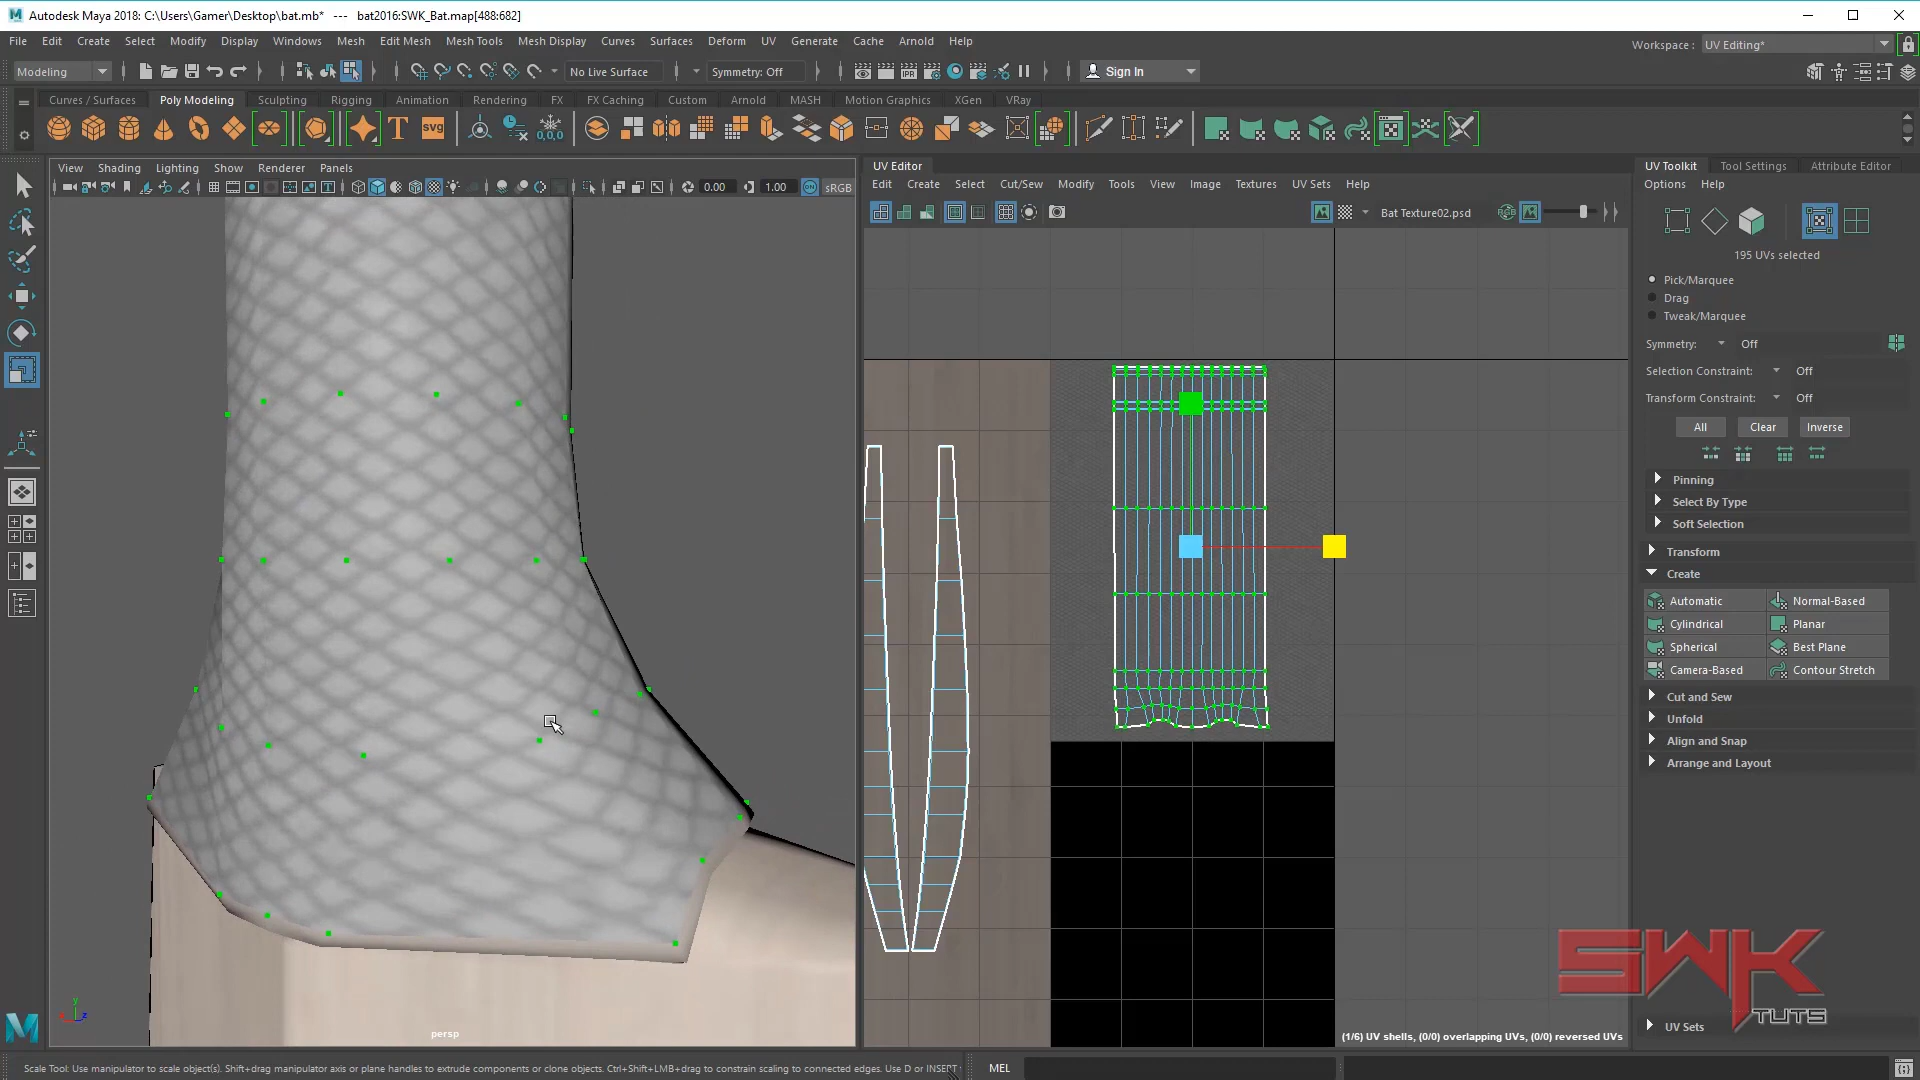 Autodesk Maya 2018: C:\Users\Gamer\Desktop\bat.mb* --- bat2016:SWK_Bat.map[488:682]
File Edit Create Select Modify Display Windows Mesh Edit Mesh Mesh Tools Mesh Display Curves Surfaces Deform UV Generate Cache Arnold Help
Workspace : UV Editing*
Modeling No Live Surface Symmetry: Off Sign In
Curves / Surfaces Poly Modeling Sculpting Rigging Animation Rendering FX FX Caching Custom Arnold MASH Motion Graphics XGen VRay
T svg 0,0,0
View Shading Lighting Show Renderer Panels
0.00 1.00 ON sRGB
UV Editor
Edit Create Select Cut/Sew Modify Tools View Image Textures UV Sets Help
Bat Texture02.psd RGB
UV Toolkit Tool Settings Attribute Editor
Options Help
195 UVs selected
Pick/Marquee
Drag
Tweak/Marquee
Symmetry: Off
Selection Constraint: Off
Transform Constraint: Off
All Clear Inverse
Pinning
Select By Type
Soft Selection
Transform
Create
Automatic Normal-Based
Cylindrical Planar
Spherical Best Plane
Camera-Based Contour Stretch
Cut and Sew
Unfold
Align and Snap
Arrange and Layout
SWK
TUTS
UV Sets
y
x z
persp
(1/6) UV shells, (0/0) overlapping UVs, (0/0) reversed UVs
Scale Tool: Use manipulator to scale object(s). Shift+drag manipulator axis or plane handles to extrude components or clone objects. Ctrl+Shift+LMB+drag to constrain scaling to connected edges. Use D or INSERT
MEL